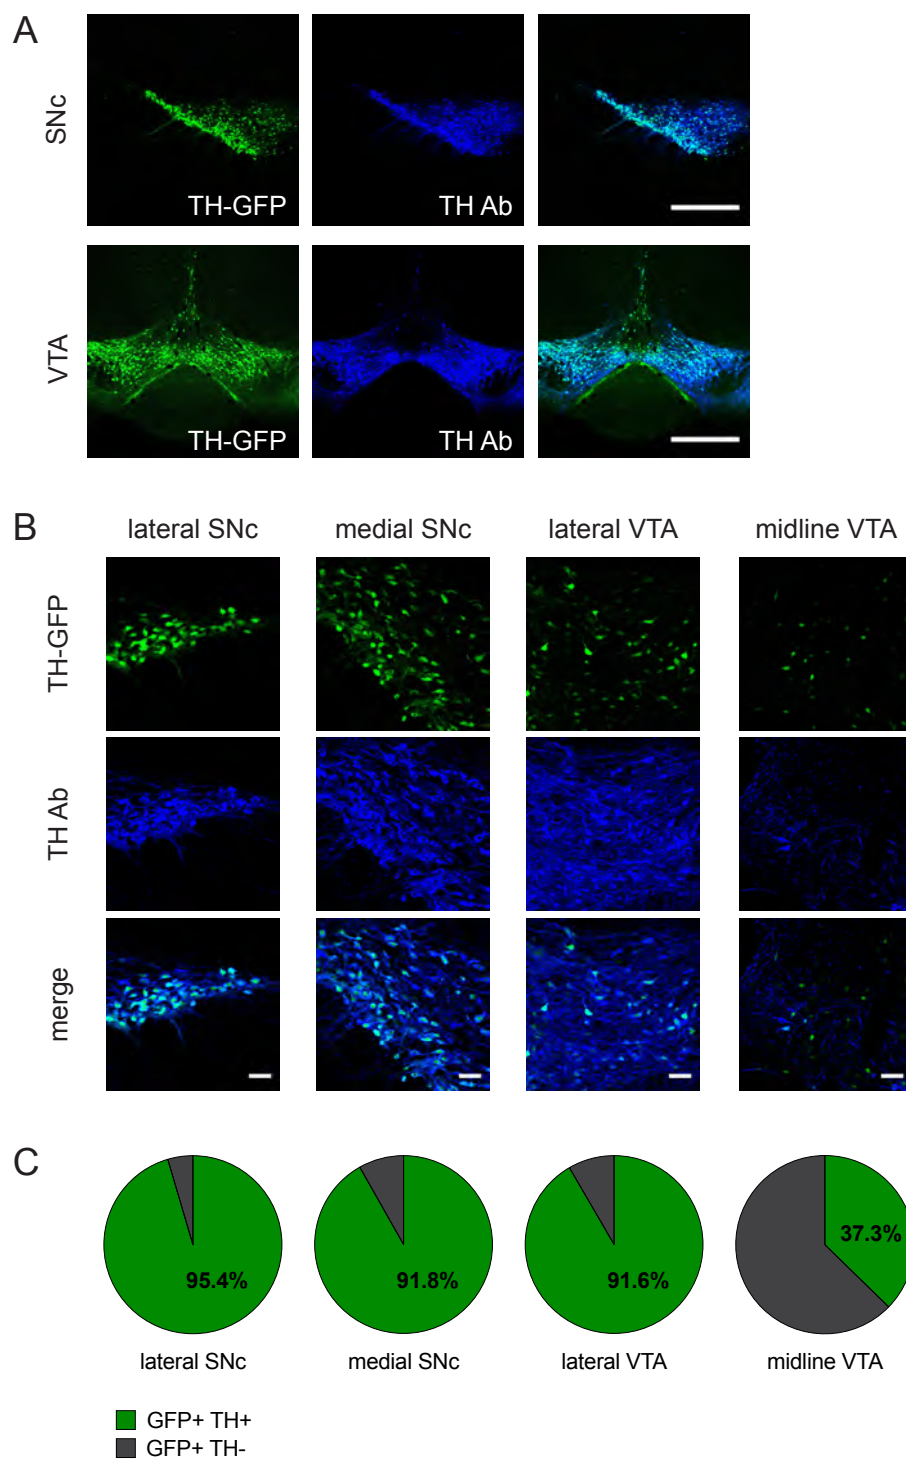 A
SNc
TH-GFP
TH Ab
VTA
TH-GFP
TH Ab
B
lateral SNc
medial SNc
lateral VTA
midline VTA
TH-GFP
TH Ab
merge
C
95.4%
91.8%
91.6%
37.3%
lateral SNc
medial SNc
lateral VTA
midline VTA
GFP+ TH+
GFP+ TH-